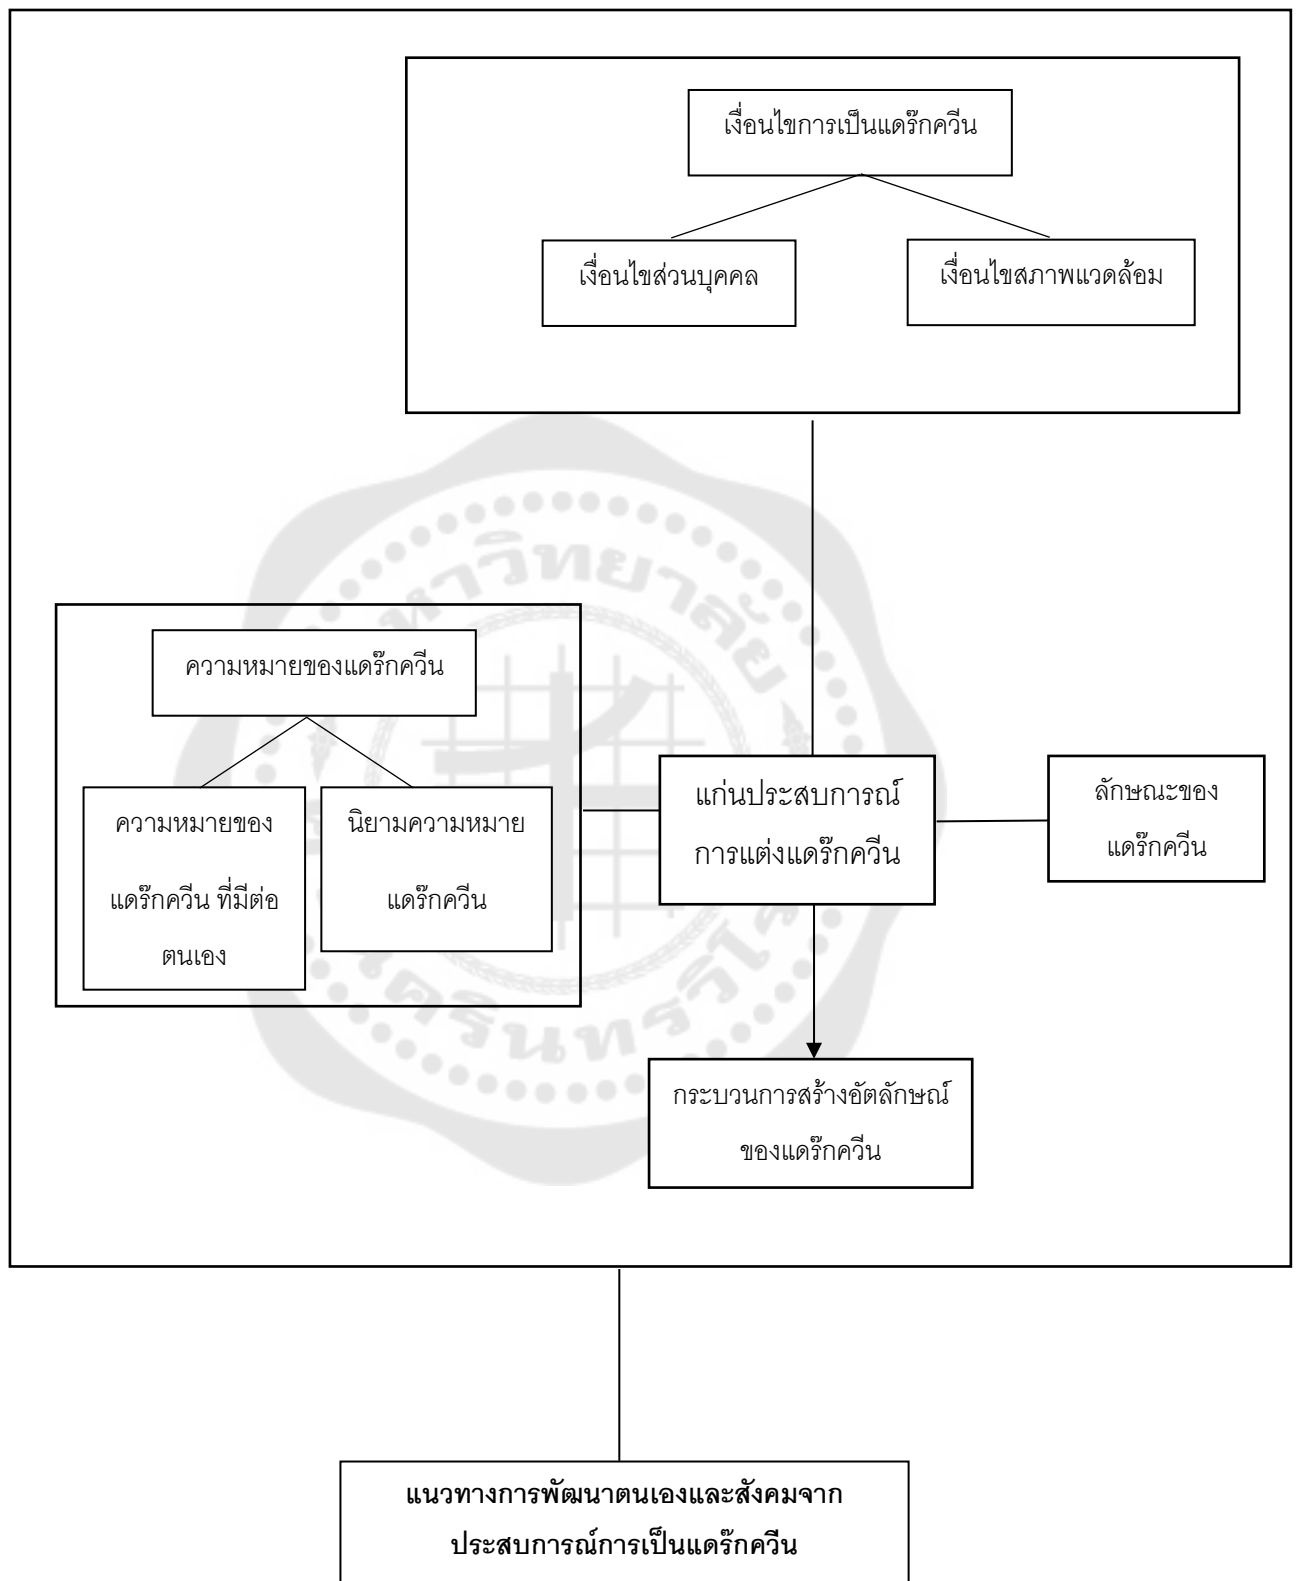 เงื่อนไขการเป็นแดร๊กควีน
เงื่อนไขส่วนบุคคล
เงื่อนไขสภาพแวดล้อม
ความหมายของแดร๊กควีน
ความหมายของ
แดร๊กควีน ที่มีต่อ
ตนเอง
นิยามความหมาย
แดร๊กควีน
แก่นประสบการณ์
การแต่งแดร๊กควีน
ลักษณะของ
แดร๊กควีน
กระบวนการสร้างอัตลักษณ์
ของแดร๊กควีน
แนวทางการพัฒนาตนเองและสังคมจาก
ประสบการณ์การเป็นแดร๊กควีน